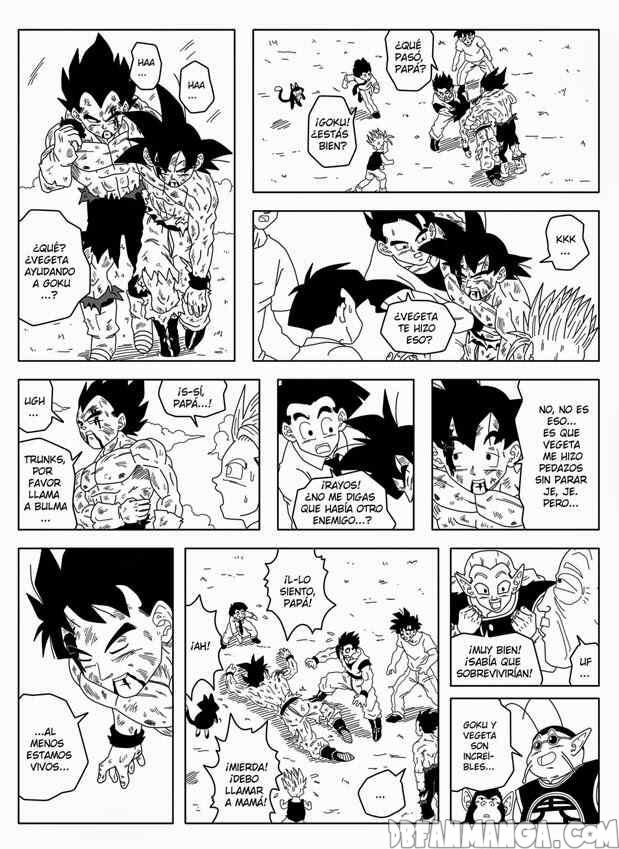 HAA
...
HAA
...
¿QUÉ?
¿VEGETA
AYUDANDO
A GOKU
...?
¿QUÉ
PASÓ,
PAPÁ?
¡GOKU!
¿ESTÁS
BIEN?
KKK
...
¿VEGETA
TE HIZO
ESO?
UGH
...
¡S-SÍ,
PAPÁ...!
TRUNKS,
POR
FAVOR
LLAMA
A BULMA
...
¡RAYOS!
¿NO ME DIGAS
QUE HABÍA OTRO
ENEMIGO...?
NO, NO ES
ESO...
ES QUE
VEGETA
ME HIZO
PEDAZOS
SIN PARAR
JE, JE.
PERO...
...AL
MENOS
ESTAMOS
VIVOS...
¡L-LO
SIENTO,
PAPÁ!
¡AH!
¡MIERDA!
¡DEBO
LLAMAR
A MAMÁ!
¡MUY BIEN!
¡SABÍA QUE
SOBREVIVIRÍAN!
UF
...
GOKU Y
VEGETA
SON
INCREÍ-
BLES...
DBFANMANGA.COM